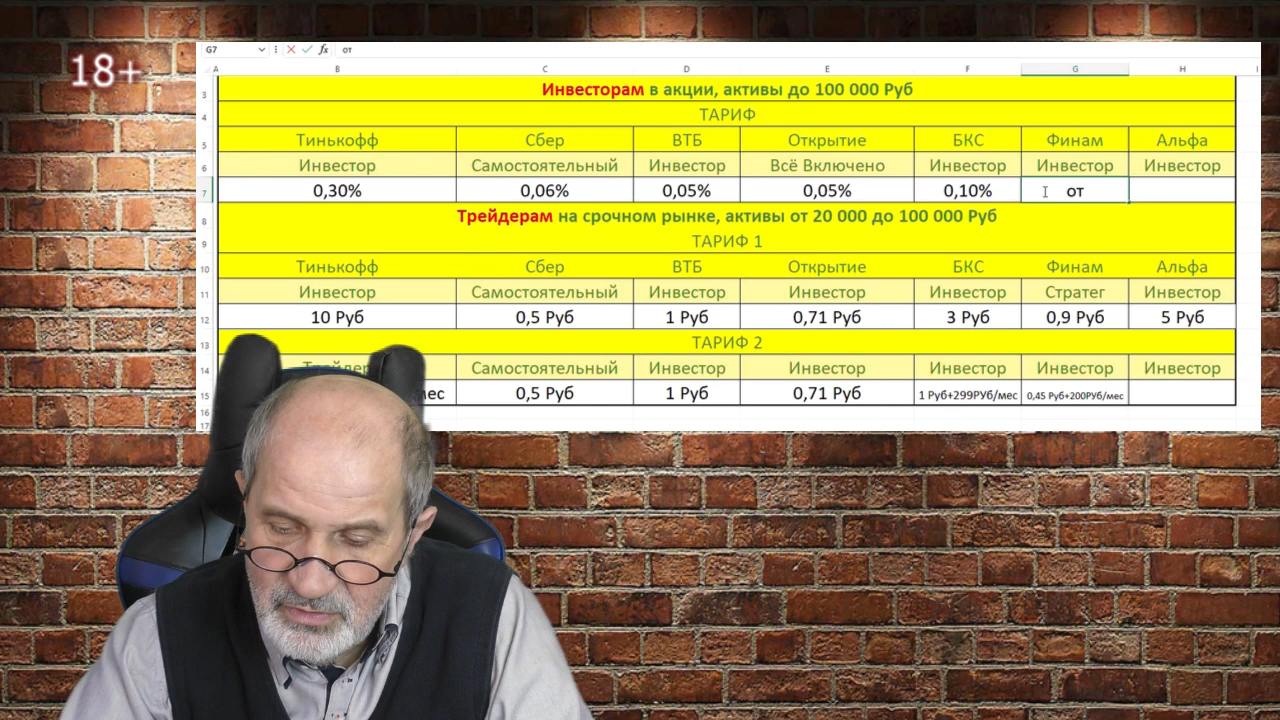 18+
G7 fx от
A B C D E F G H I
3 Инвесторам в акции, активы до 100 000 Руб
4 ТАРИФ
5 Тинькофф Сбер ВТБ Открытие БКС Финам Альфа
6 Инвестор Самостоятельный Инвестор Всё Включено Инвестор Инвестор Инвестор
7 0,30% 0,06% 0,05% 0,05% 0,10% от
8 Трейдерам на срочном рынке, активы от 20 000 до 100 000 Руб
9 ТАРИФ 1
10 Тинькофф Сбер ВТБ Открытие БКС Финам Альфа
11 Инвестор Самостоятельный Инвестор Инвестор Инвестор Стратег Инвестор
12 10 Руб 0,5 Руб 1 Руб 0,71 Руб 3 Руб 0,9 Руб 5 Руб
13 ТАРИФ 2
14 Самостоятельный Инвестор Инвестор Инвестор Инвестор Инвестор
15 мес 0,5 Руб 1 Руб 0,71 Руб 1 Руб+299РУб/мес 0,45 Руб+200РУб/мес
16
17